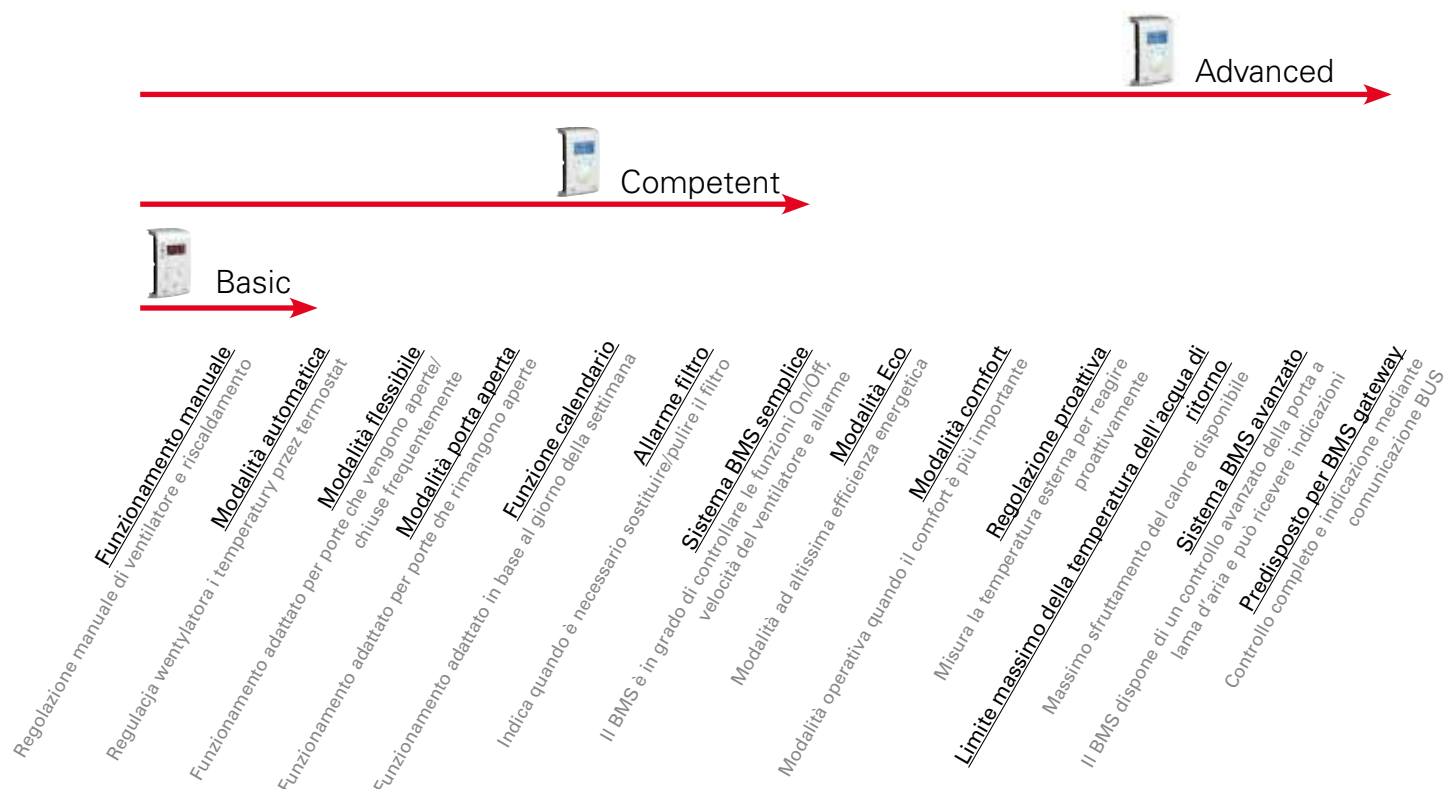 Advanced
Competent
Basic
Funzionamento manuale
Regolazione manuale di ventilatore e riscaldamento
Modalità automatica
Regulacja wentylatora i temperatury przez termostat
Modalità flessibile
Funzionamento adattato per porte che vengono aperte/
chiuse frequentemente
Modalità porta aperta
Funzionamento adattato per porte che rimangono aperte
Funzione calendario
Funzionamento adattato in base al giorno della settimana
Allarme filtro
Indica quando è necessario sostituire/pulire il filtro
Sistema BMS semplice
Il BMS è in grado di controllare le funzioni On/Off,
velocità del ventilatore e allarme
Modalità Eco
Modalità ad altissima efficienza energetica
Modalità comfort
Modalità operativa quando il comfort è più importante
Regolazione proattiva
Misura la temperatura esterna per reagire
proattivamente
Limite massimo della temperatura dell'acqua di
ritorno
Massimo sfruttamento del calore disponibile
Sistema BMS avanzato
Il BMS dispone di un controllo avanzato della porta a
lama d'aria e può ricevere indicazioni
Predisposto per BMS gateway
Controllo completo e indicazione mediante
comunicazione BUS